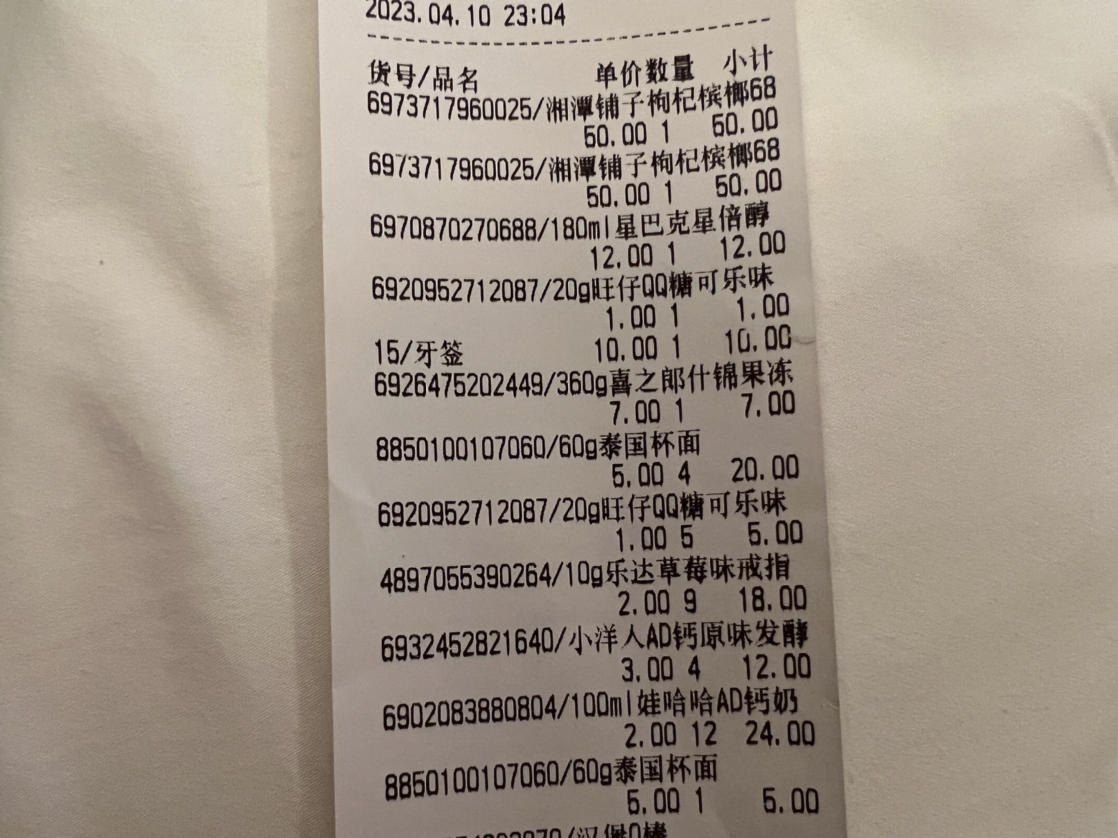 2023.04.10 23:04
货号/品名 单价数量 小计
6973717960025/湘潭铺子枸杞槟榔68
50.00 1 50.00
6973717960025/湘潭铺子枸杞槟榔68
50.00 1 50.00
6970870270688/180ml星巴克星倍醇
12.00 1 12.00
6920952712087/20g旺仔QQ糖可乐味
1.00 1 1.00
15/牙签 10.00 1 10.00
6926475202449/360g喜之郎什锦果冻
7.00 1 7.00
8850100107060/60g泰国杯面
5.00 4 20.00
6920952712087/20g旺仔QQ糖可乐味
1.00 5 5.00
4897055390264/10g乐达草莓味戒指
2.00 9 18.00
6932452821640/小洋人AD钙原味发酵
3.00 4 12.00
6902083880804/100ml娃哈哈AD钙奶
2.00 12 24.00
8850100107060/60g泰国杯面
5.00 1 5.00